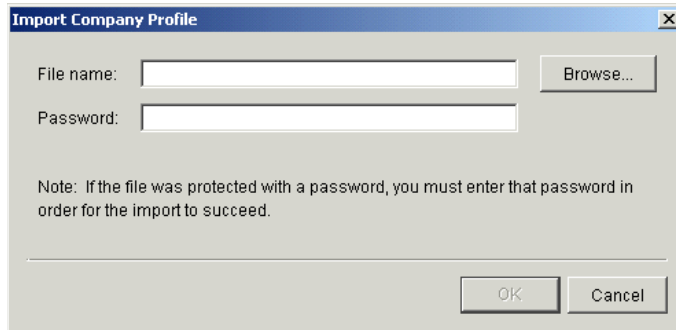 Import Company Profile
File name:
Browse...
Password:
Note: If the file was protected with a password, you must enter that password in
order for the import to succeed.
OK
Cancel